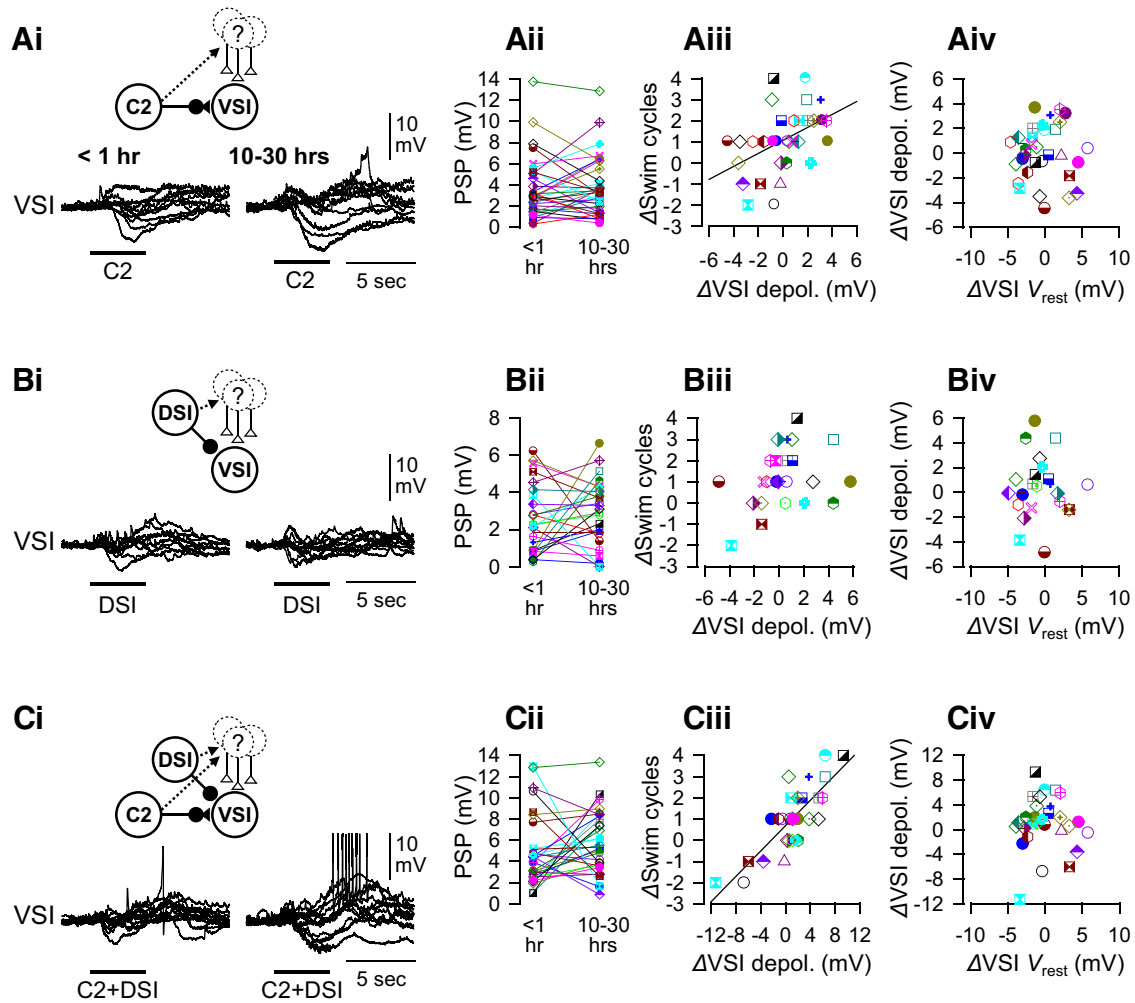 Ai
?
C2
VSI
< 1 hr
10-30 hrs
10
mV
VSI
C2
C2
5 sec
Aii
PSP (mV)
14
12
10
8
6
4
2
0
<1
hr
10-30
hrs
Aiii
ΔSwim cycles
4
3
2
1
0
-1
-2
-3
-6 -4 -2 0 2 4 6
ΔVSI depol. (mV)
Aiv
ΔVSI depol. (mV)
6
4
2
0
-2
-4
-6
-10 -5 0 5 10
ΔVSI Vrest (mV)
Bi
?
DSI
VSI
10
mV
VSI
DSI
DSI
5 sec
Bii
PSP (mV)
8
6
4
2
0
<1
hr
10-30
hrs
Biii
ΔSwim cycles
4
3
2
1
0
-1
-2
-3
-6 -4 -2 0 2 4 6
ΔVSI depol. (mV)
Biv
ΔVSI depol. (mV)
6
4
2
0
-2
-4
-6
-10 -5 0 5 10
ΔVSI Vrest (mV)
Ci
?
DSI
C2
VSI
10
mV
VSI
C2+DSI
C2+DSI
5 sec
Cii
PSP (mV)
14
12
10
8
6
4
2
0
<1
hr
10-30
hrs
Ciii
ΔSwim cycles
4
3
2
1
0
-1
-2
-3
-12 -8 -4 0 4 8 12
ΔVSI depol. (mV)
Civ
ΔVSI depol. (mV)
12
8
4
0
-4
-8
-12
-10 -5 0 5 10
ΔVSI Vrest (mV)